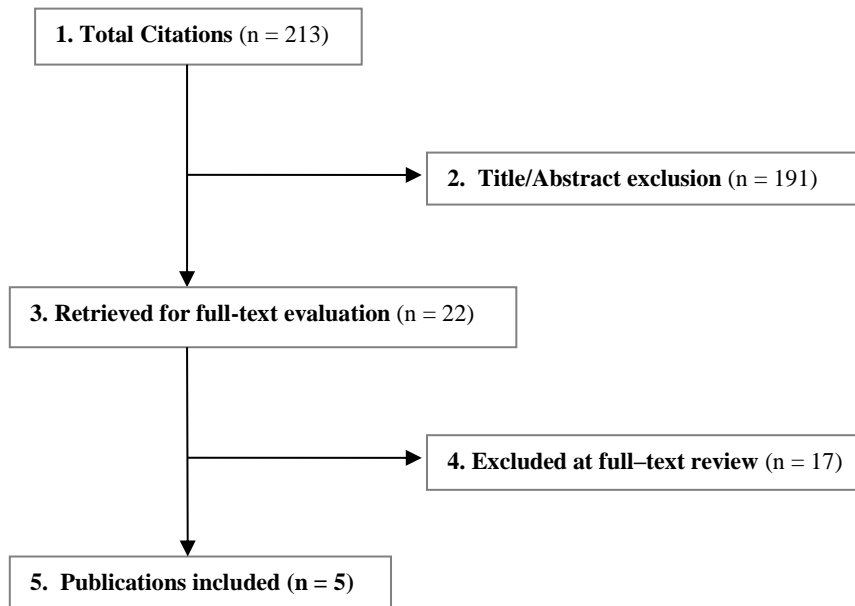 1. Total Citations (n = 213)
2. Title/Abstract exclusion (n = 191)
3. Retrieved for full-text evaluation (n = 22)
4. Excluded at full–text review (n = 17)
5. Publications included (n = 5)